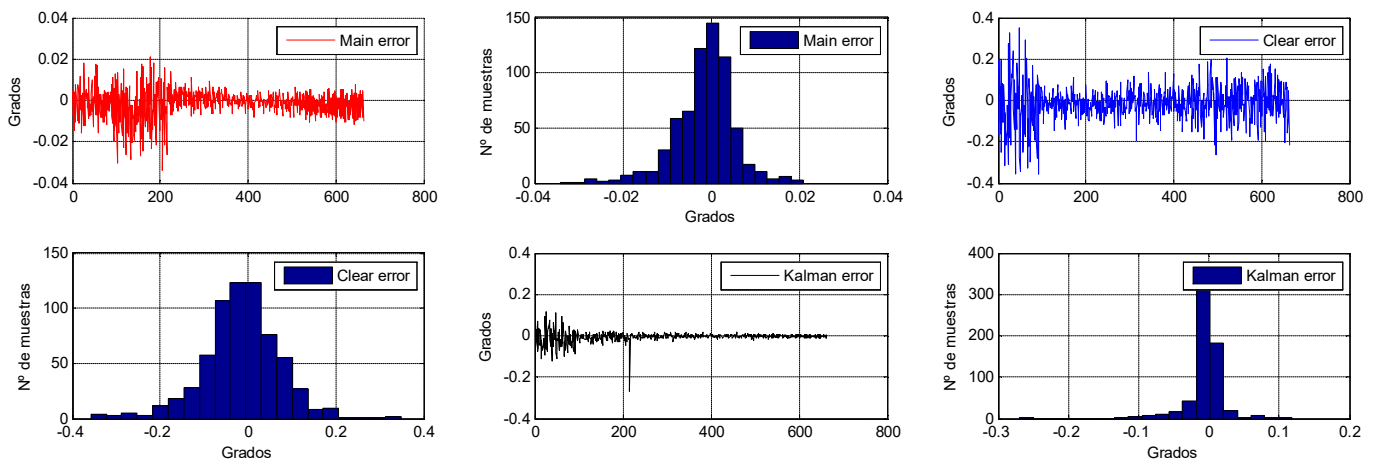 0.04
0.02
0
-0.02
-0.04
0 200 400 600 800
Grados
Main error
150
100
50
0
-0.04 -0.02 0 0.02 0.04
Nº de muestras
Grados
Main error
0.4
0.2
0
-0.2
-0.4
0 200 400 600 800
Grados
Clear error
150
100
50
0
-0.4 -0.2 0 0.2 0.4
Nº de muestras
Grados
Clear error
0.4
0.2
0
-0.2
-0.4
0 200 400 600 800
Grados
Kalman error
400
300
200
100
0
-0.3 -0.2 -0.1 0 0.1 0.2
Nº de muestras
Grados
Kalman error